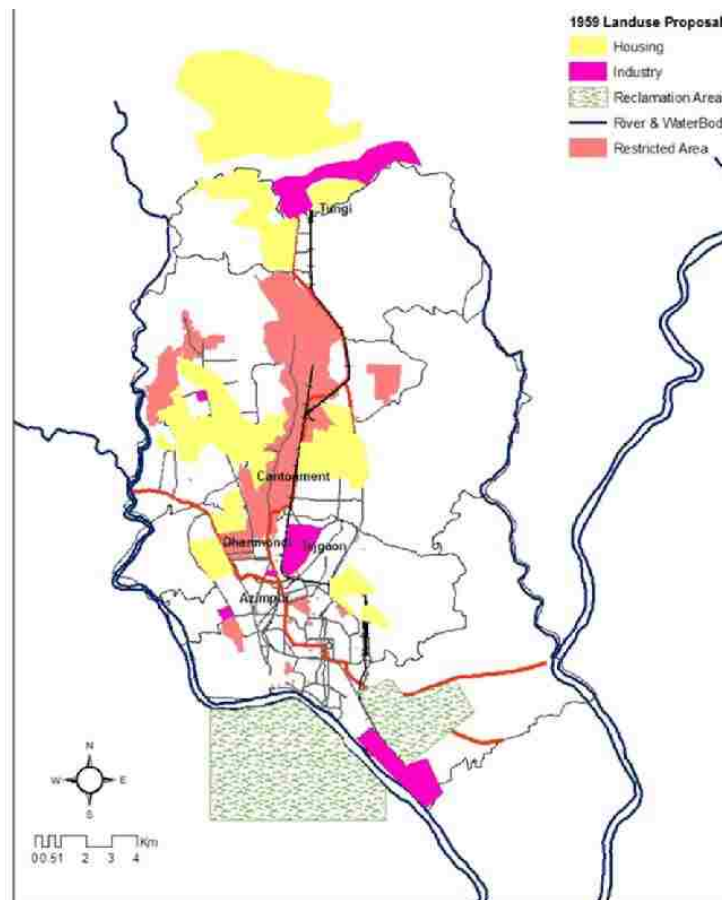 1959 Landuse Proposal
Housing
Industry
Reclamation Area
River & WaterBod
Restricted Area
Tungi
Cantonment
Dhanmondi
Tejgaon
Azimpur
N
W E
S
Km
0 0.5 1 2 3 4